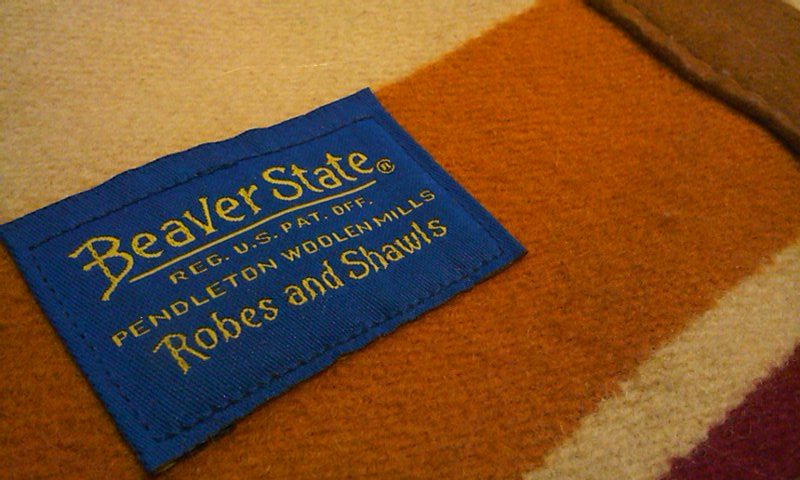 Beaver State®
REG. U.S. PAT. OFF.
PENDLETON WOOLEN MILLS
Robes and Shawls